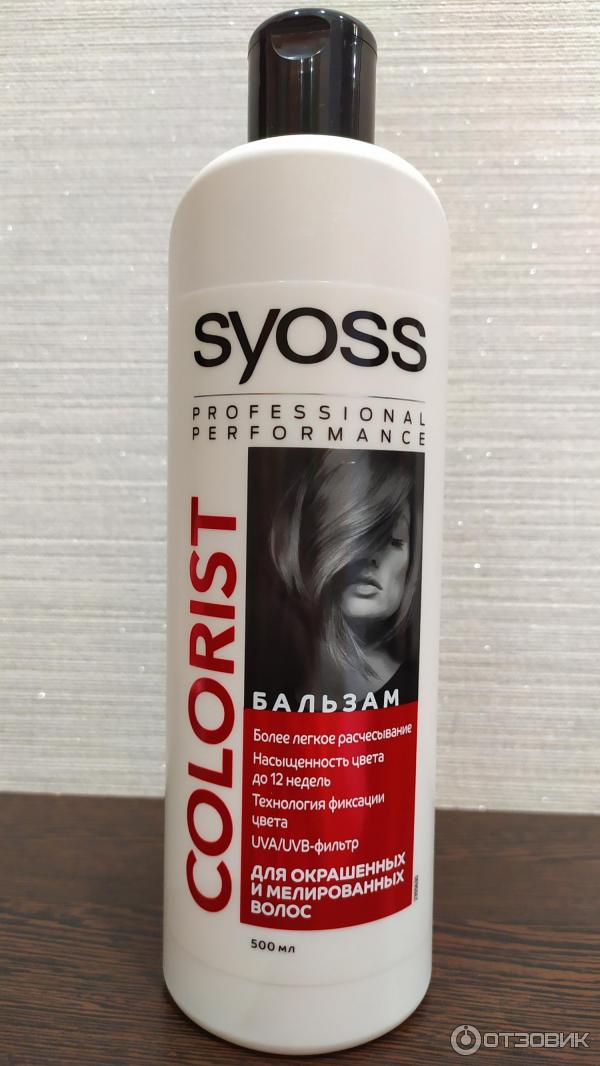 syoss
PROFESSIONAL
PERFORMANCE
COLORIST
БАЛЬЗАМ
Более легкое расчесывание
Насыщенность цвета
до 12 недель
Технология фиксации
цвета
UVA/UVB-фильтр
ДЛЯ ОКРАШЕННЫХ
И МЕЛИРОВАННЫХ
ВОЛОС
500 мл
ОТЗОВИК